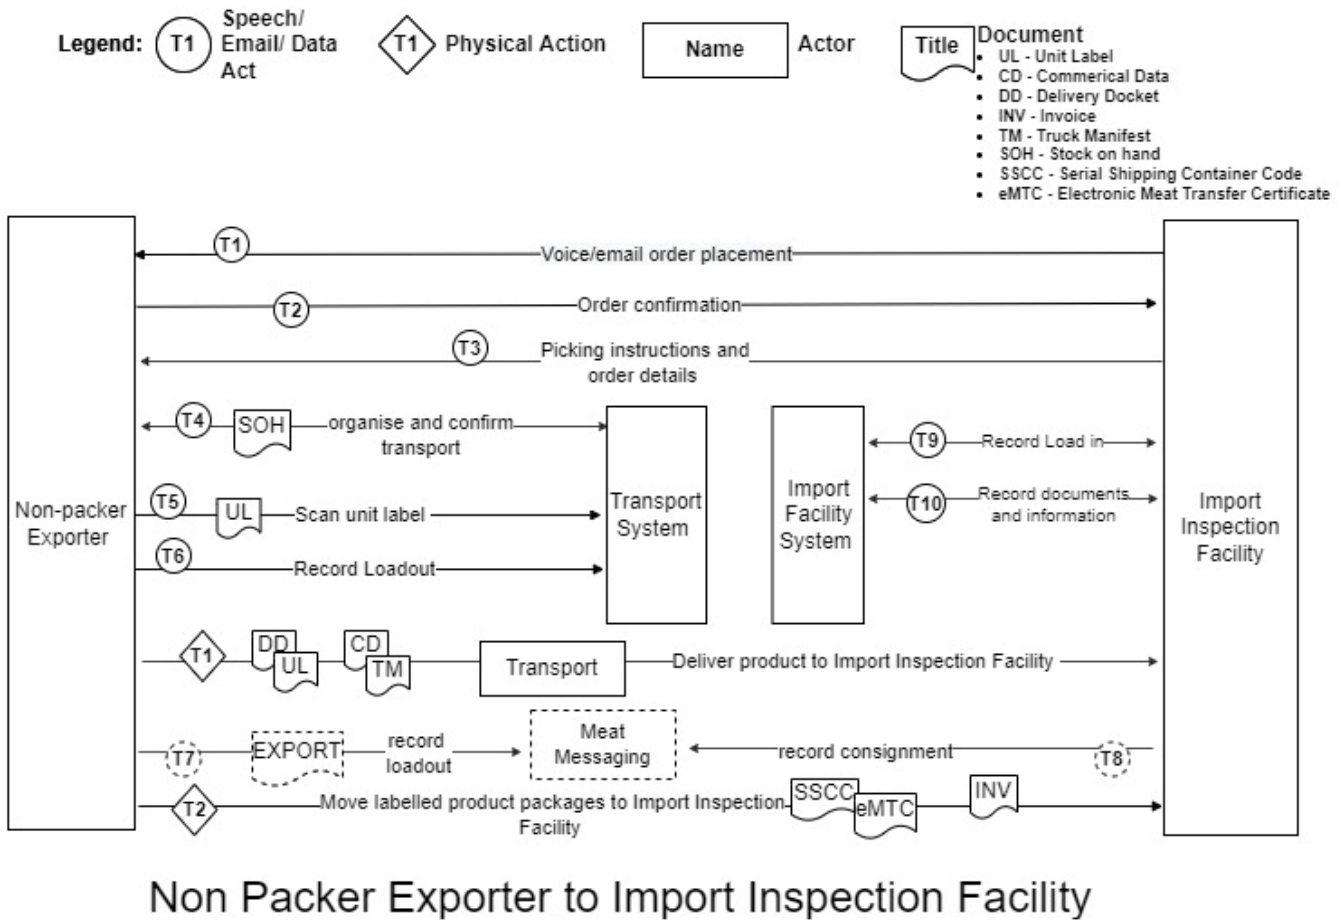 Legend:
T1
Speech/
Email/ Data
Act
T1
Physical Action
Name
Actor
Title
Document
• UL - Unit Label
• CD - Commerical Data
• DD - Delivery Docket
• INV - Invoice
• TM - Truck Manifest
• SOH - Stock on hand
• SSCC - Serial Shipping Container Code
• eMTC - Electronic Meat Transfer Certificate
T1
Voice/email order placement
T2
Order confirmation
T3
Picking instructions and
order details
T4
SOH
organise and confirm
transport
T9
Record Load in
T5
UL
Scan unit label
T10
Record documents
and information
Non-packer
Exporter
Transport
System
Import
Facility
System
Import
Inspection
Facility
T6
Record Loadout
T1
DD
UL
CD
TM
Transport
Deliver product to Import Inspection Facility
T7
EXPORT
record
loadout
Meat
Messaging
record consignment
T8
T2
Move labelled product packages to Import Inspection
Facility
SSCC
eMTC
INV
Non Packer Exporter to Import Inspection Facility